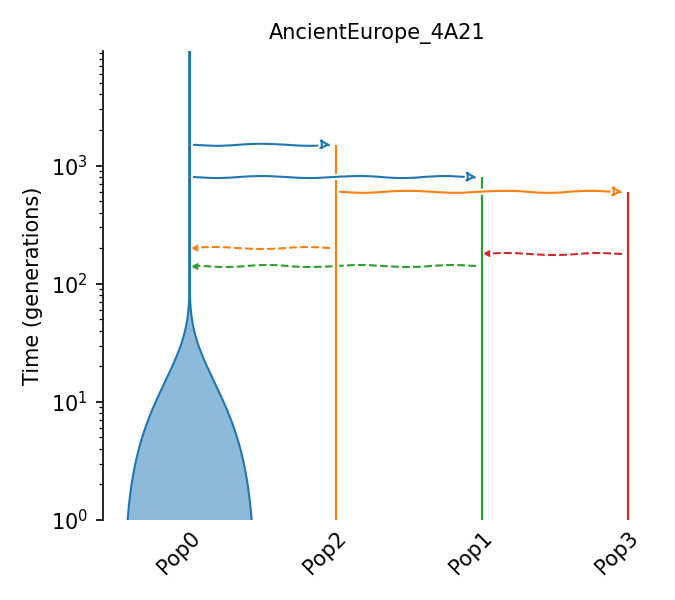 AncientEurope_4A21
Time (generations)
10³
10²
10¹
10⁰
Pop0
Pop2
Pop1
Pop3